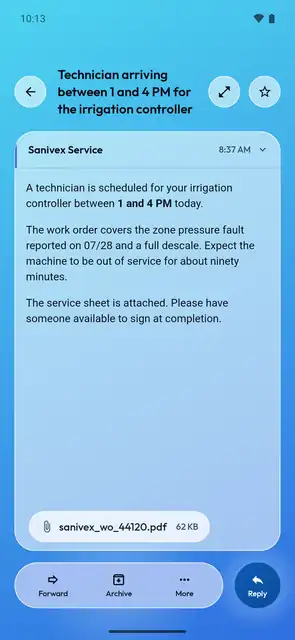 10:13
Technician arriving
between 1 and 4 PM for
the irrigation controller
Sanivex Service
8:37 AM
A technician is scheduled for your irrigation
controller between 1 and 4 PM today.
The work order covers the zone pressure fault
reported on 07/28 and a full descale. Expect the
machine to be out of service for about ninety
minutes.
The service sheet is attached. Please have
someone available to sign at completion.
sanivex_wo_44120.pdf 62 KB
Forward
Archive
More
Reply